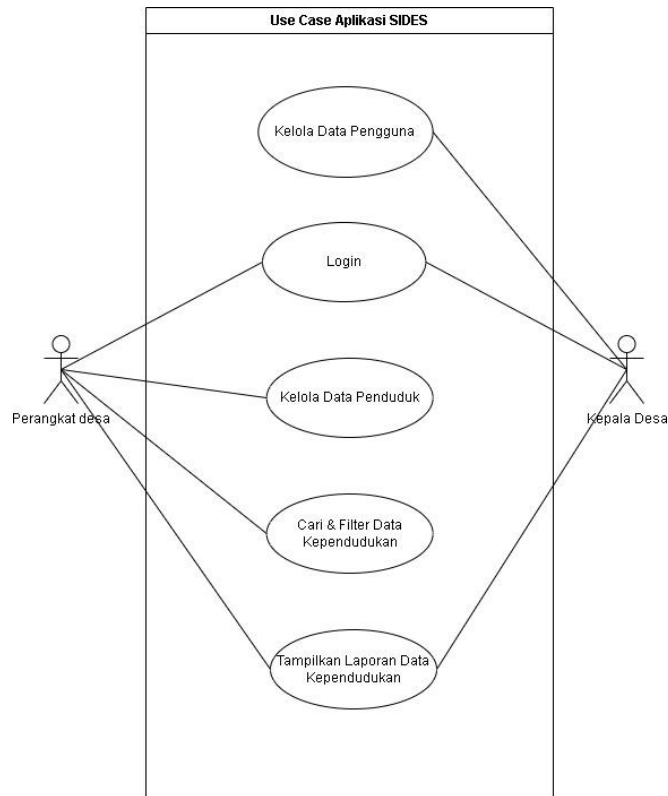 Use Case Aplikasi SIDES
Kelola Data Pengguna
Login
Kelola Data Penduduk
Perangkat desa
Kepala Desa
Cari & Filter Data
Kependudukan
Tampilkan Laporan Data
Kependudukan